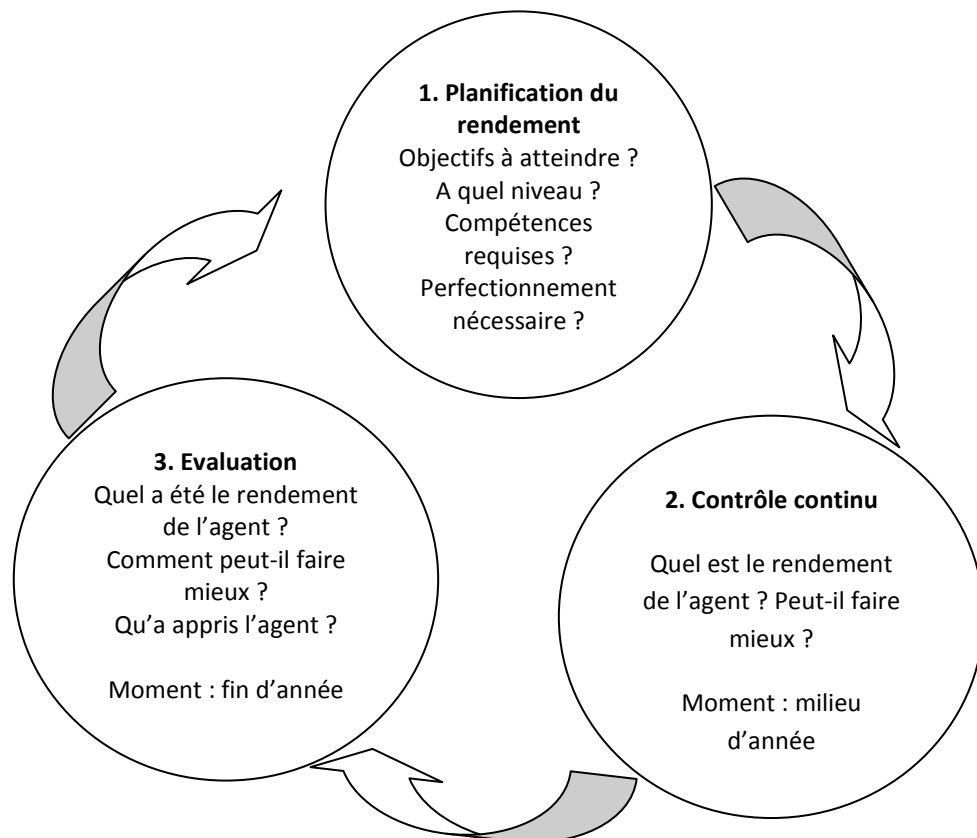 1. Planification du
rendement
Objectifs à atteindre ?
A quel niveau ?
Compétences
requises ?
Perfectionnement
nécessaire ?
2. Contrôle continu
Quel est le rendement
de l’agent ? Peut-il faire
mieux ?
Moment : milieu
d’année
3. Evaluation
Quel a été le rendement
de l’agent ?
Comment peut-il faire
mieux ?
Qu’a appris l’agent ?
Moment : fin d’année